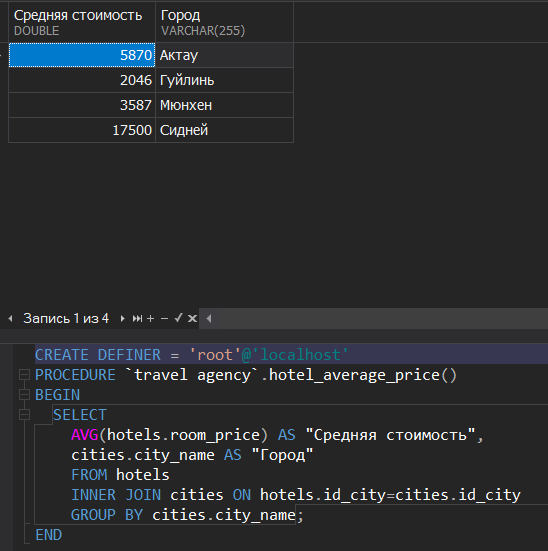 Средняя стоимость Город
DOUBLE VARCHAR(255)
5870 Актау
2046 Гуйлинь
3587 Мюнхен
17500 Сидней
Запись 1 из 4
CREATE DEFINER = 'root'@'localhost'
PROCEDURE `travel agency`.hotel_average_price()
BEGIN
SELECT
AVG(hotels.room_price) AS "Средняя стоимость",
cities.city_name AS "Город"
FROM hotels
INNER JOIN cities ON hotels.id_city=cities.id_city
GROUP BY cities.city_name;
END